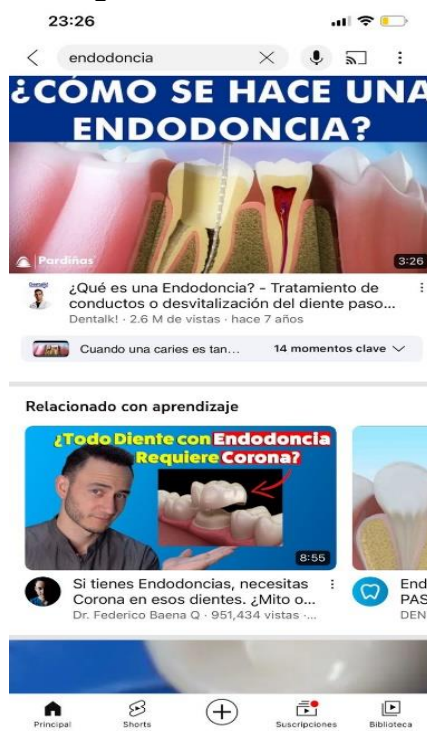 23:26
endodoncia
¿CÓMO SE HACE UNA
ENDODONCIA?
Pardiñas
3:26
Dentalk!
¿Qué es una Endodoncia? - Tratamiento de
conductos o desvitalización del diente paso...
Dentalk! · 2.6 M de vistas · hace 7 años
Cuando una caries es tan...
14 momentos clave
Relacionado con aprendizaje
¿Todo Diente con Endodoncia
Requiere Corona?
8:55
Si tienes Endodoncias, necesitas
Corona en esos dientes. ¿Mito o...
Dr. Federico Baena Q · 951,434 vistas ·...
End
PAS
DEN
Principal
Shorts
Suscripciones
Biblioteca